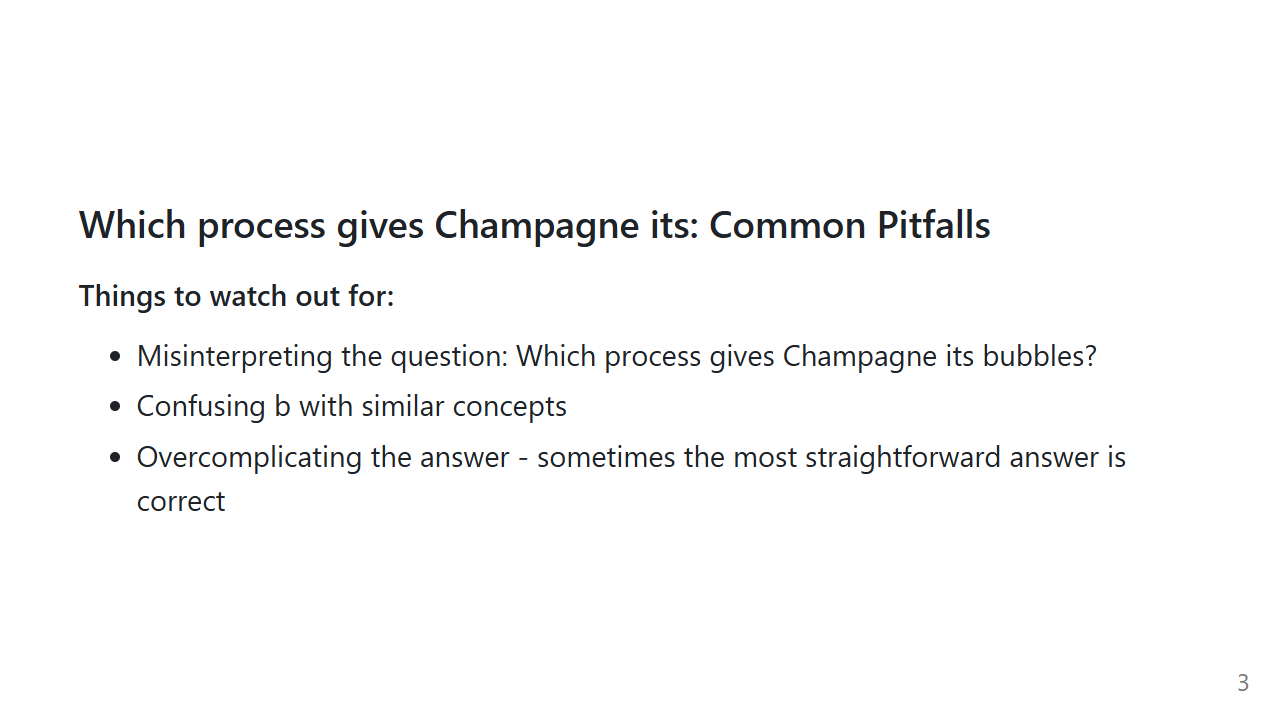 Which process gives Champagne its: Common Pitfalls
Things to watch out for:
• Misinterpreting the question: Which process gives Champagne its bubbles?
• Confusing b with similar concepts
• Overcomplicating the answer - sometimes the most straightforward answer is
correct
3